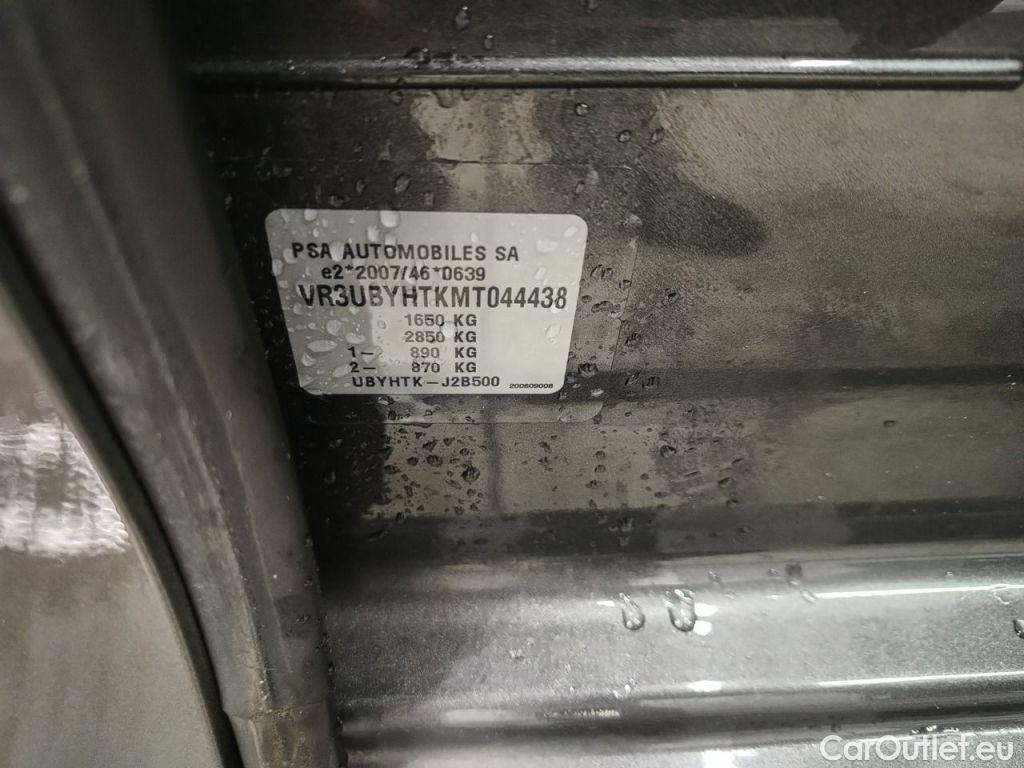 PSA AUTOMOBILES SA
e2*2007/46*0639
VR3UBYHTKMT044438
1650 KG
2850 KG
1– 890 KG
2– 870 KG
UBYHTK–J2B500 200609008
CarOutlet.eu